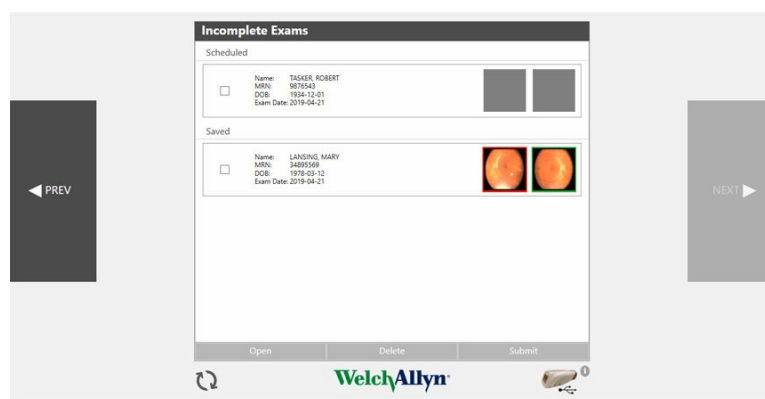 Incomplete Exams
Scheduled
Name: TASKER, ROBERT
MRN: 9876543
DOB: 1934-12-01
Exam Date: 2019-04-21
Saved
Name: LANSING, MARY
MRN: 34895569
DOB: 1978-03-12
Exam Date: 2019-04-21
PREV
NEXT
Open Delete Submit
WelchAllyn